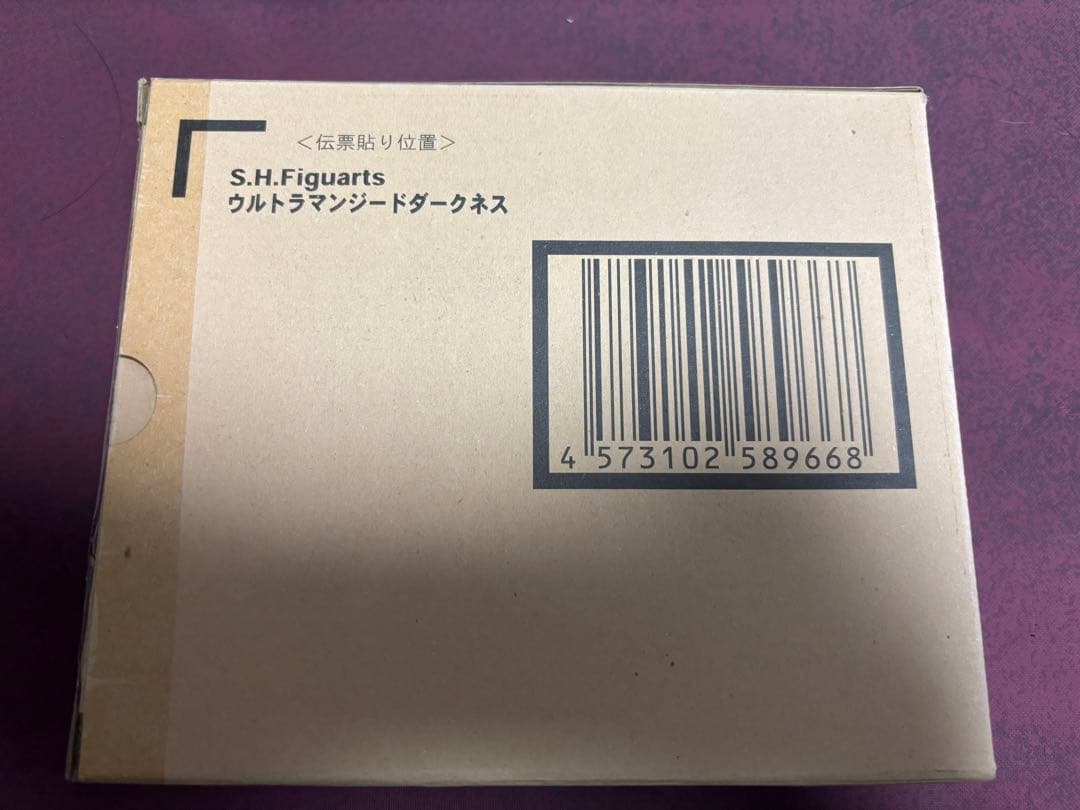 ＜伝票貼り位置＞
S.H.Figuarts
ウルトラマンジードダークネス
4 573102 589668